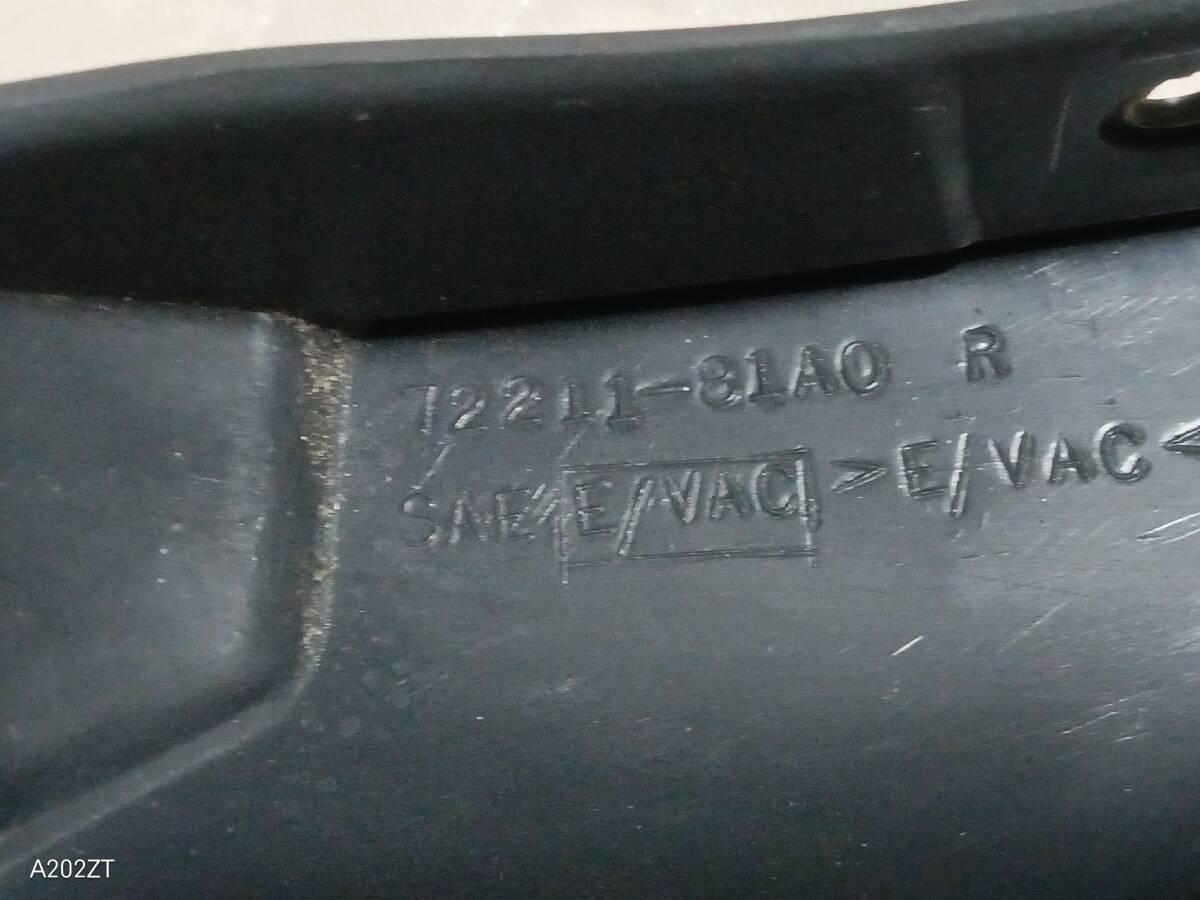 72211-81A0 R
SAE E/VAC >E/VAC<
A202ZT